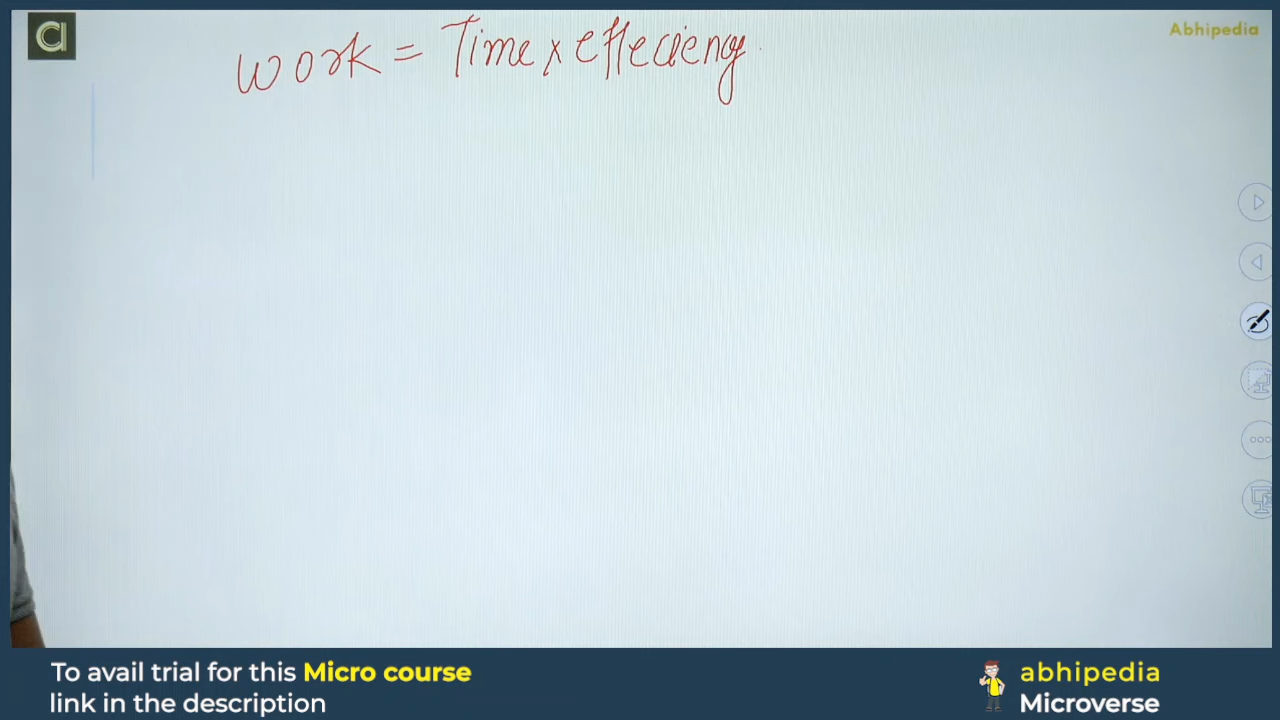 Abhipedia
work = Time x effeciency
To avail trial for this Micro course
link in the description
abhipedia
Microverse